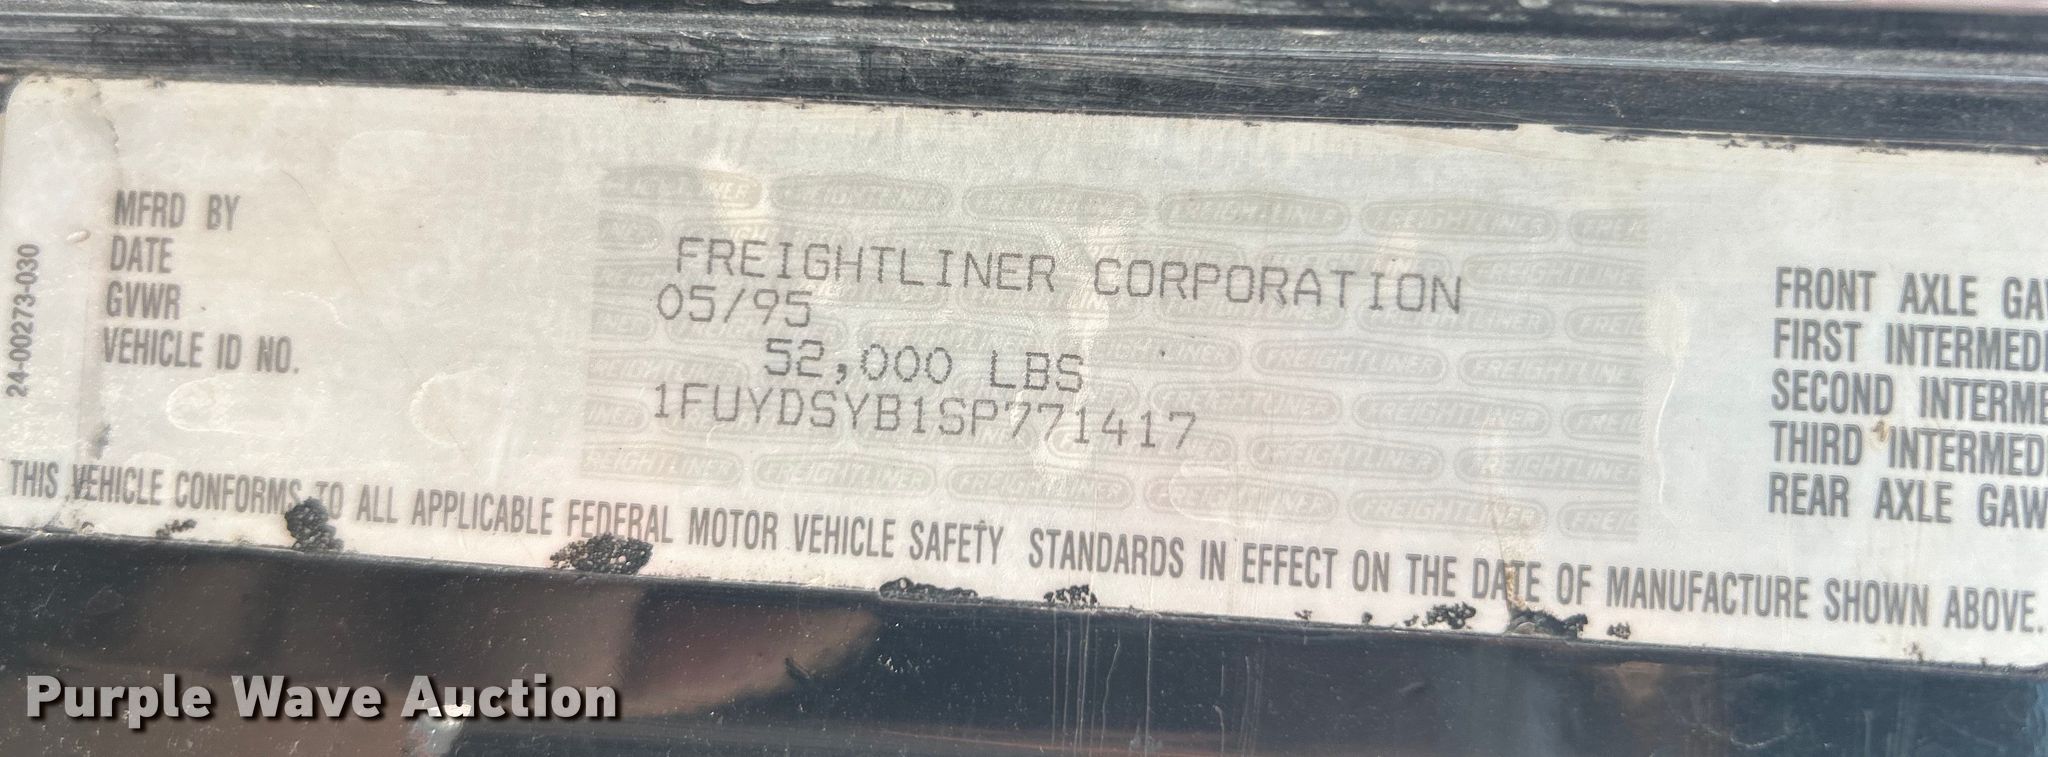 MFRD BY FREIGHTLINER CORPORATION
DATE 05/95
GVWR 52,000 LBS
VEHICLE ID NO. 1FUYDSYB1SP771417
24-00273-030
FRONT AXLE GAW
FIRST INTERMEDI
SECOND INTERME
THIRD INTERMED
REAR AXLE GAW
THIS VEHICLE CONFORMS TO ALL APPLICABLE FEDERAL MOTOR VEHICLE SAFETY STANDARDS IN EFFECT ON THE DATE OF MANUFACTURE SHOWN ABOVE.
Purple Wave Auction